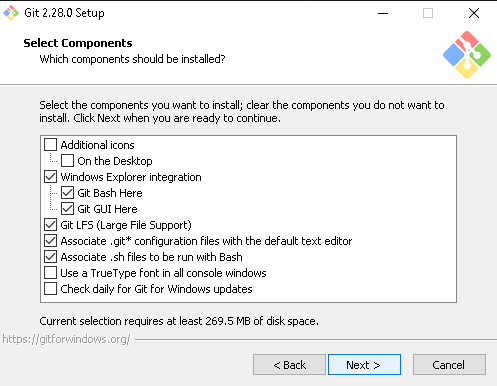 Git 2.28.0 Setup
Select Components
Which components should be installed?
Select the components you want to install; clear the components you do not want to
install. Click Next when you are ready to continue.
Additional icons
On the Desktop
Windows Explorer integration
Git Bash Here
Git GUI Here
Git LFS (Large File Support)
Associate .git* configuration files with the default text editor
Associate .sh files to be run with Bash
Use a TrueType font in all console windows
Check daily for Git for Windows updates
Current selection requires at least 269.5 MB of disk space.
https://gitforwindows.org/
< Back
Next >
Cancel